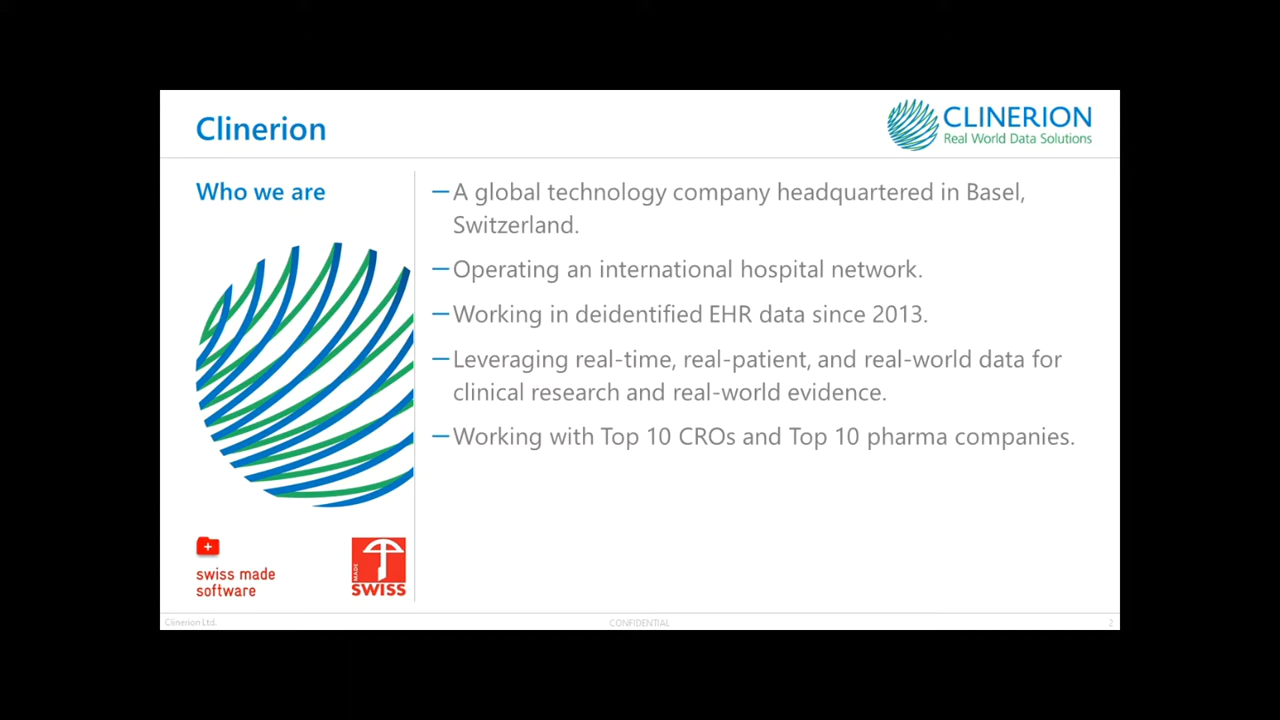 Clinerion
CLINERION
Real World Data Solutions
Who we are
A global technology company headquartered in Basel,
Switzerland.
Operating an international hospital network.
Working in deidentified EHR data since 2013.
Leveraging real-time, real-patient, and real-world data for
clinical research and real-world evidence.
Working with Top 10 CROs and Top 10 pharma companies.
swiss made
software
MADE
SWISS
Clinerion Ltd.
CONFIDENTIAL
2